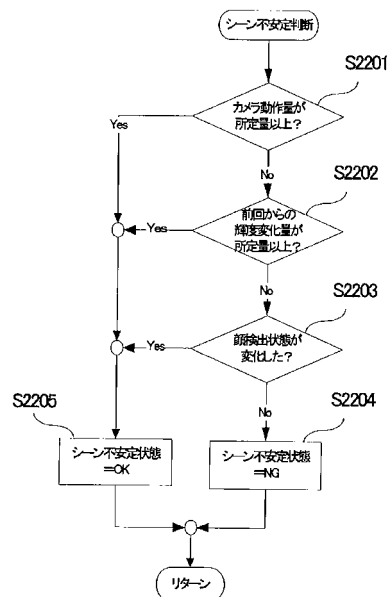 シーン不安定判断
S2201
カメラ動作量が
所定量以上?
Yes
No
S2202
前回からの
輝度変化量が
所定量以上?
Yes
No
S2203
顔検出状態が
変化した?
Yes
No
S2205
S2204
シーン不安定状態
=OK
シーン不安定状態
=NG
リターン